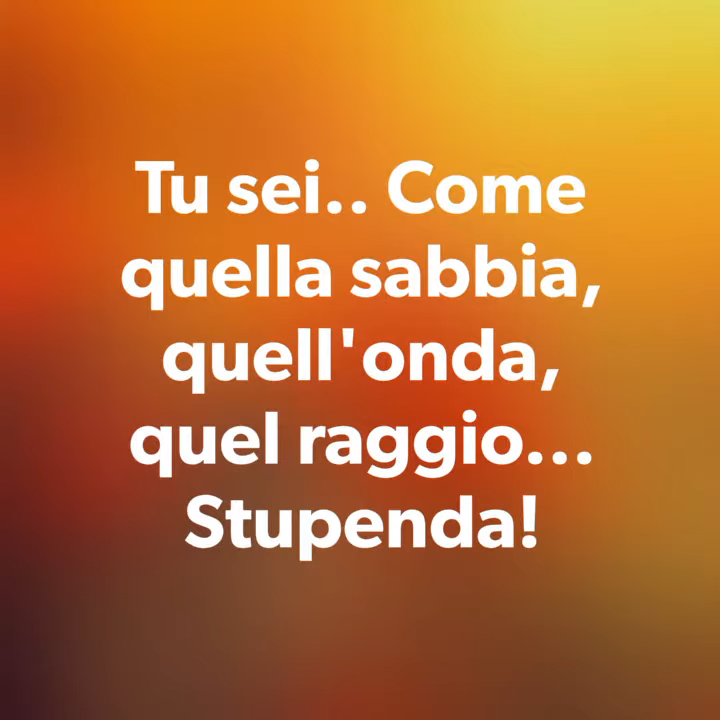 Tu sei.. Come
quella sabbia,
quell'onda,
quel raggio...
Stupenda!